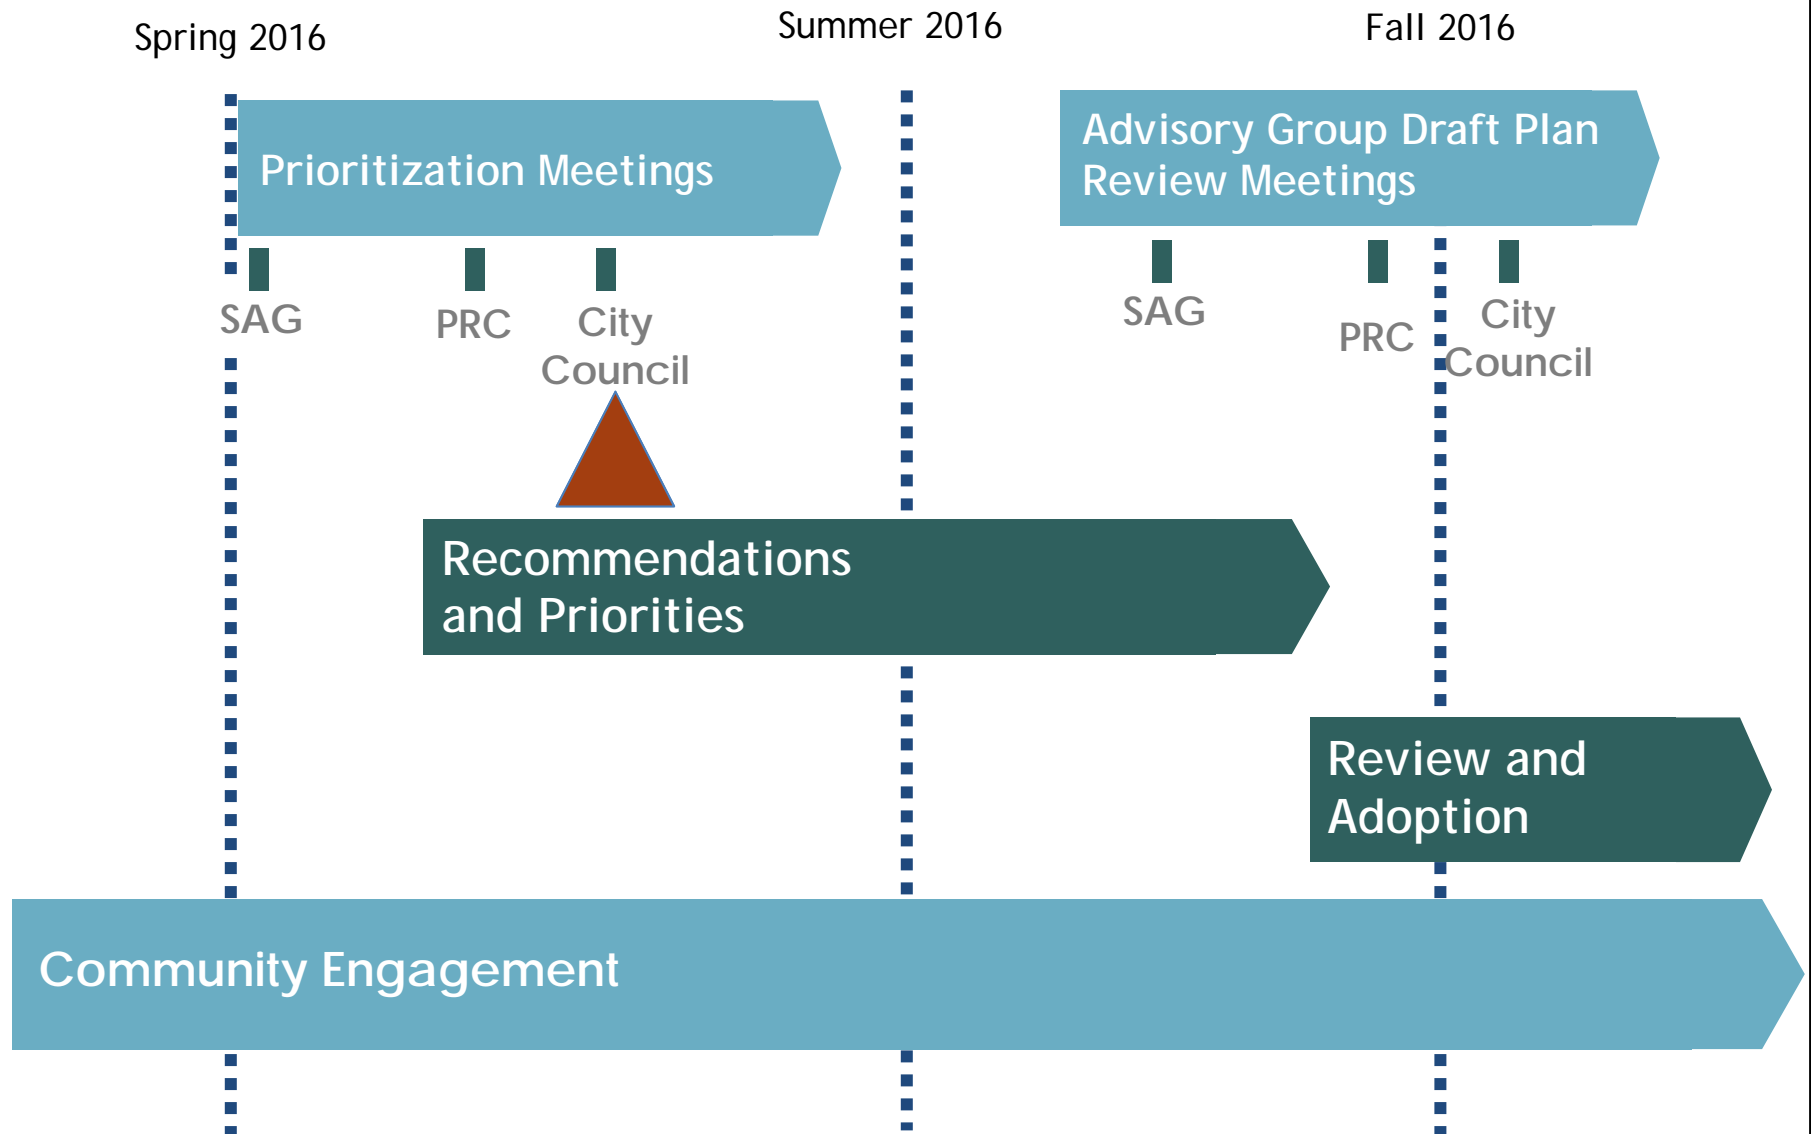 Spring 2016
Summer 2016
Fall 2016
Prioritization Meetings
Advisory Group Draft Plan
Review Meetings
SAG
PRC
City
Council
SAG
PRC
City
Council
Recommendations
and Priorities
Review and
Adoption
Community Engagement